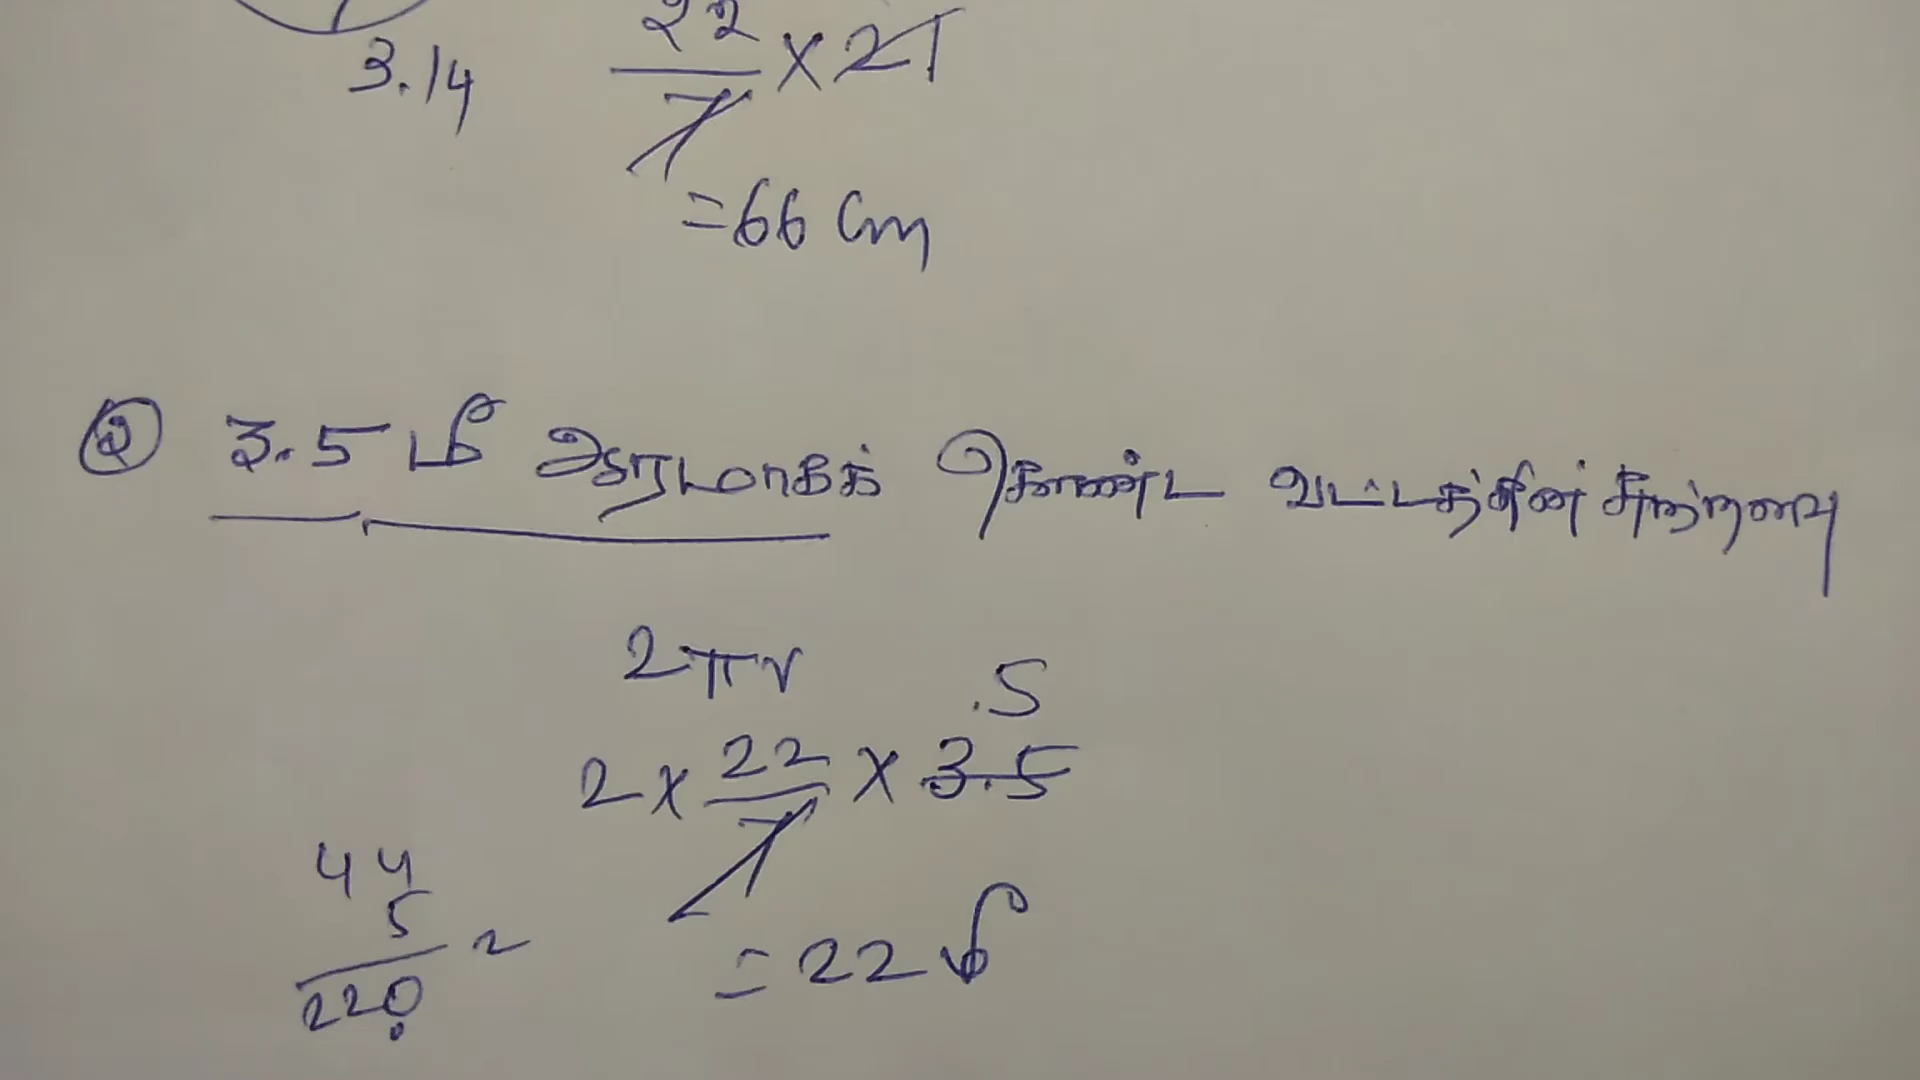 3.14
22/7 × 21
= 66 cm
② 3.5 மீ ஆரமாகக் கொண்ட வட்டத்தின் சுற்றளவு
2πr
.5
2 × 22/7 × 3.5
44
5
220
2
= 22 மீ